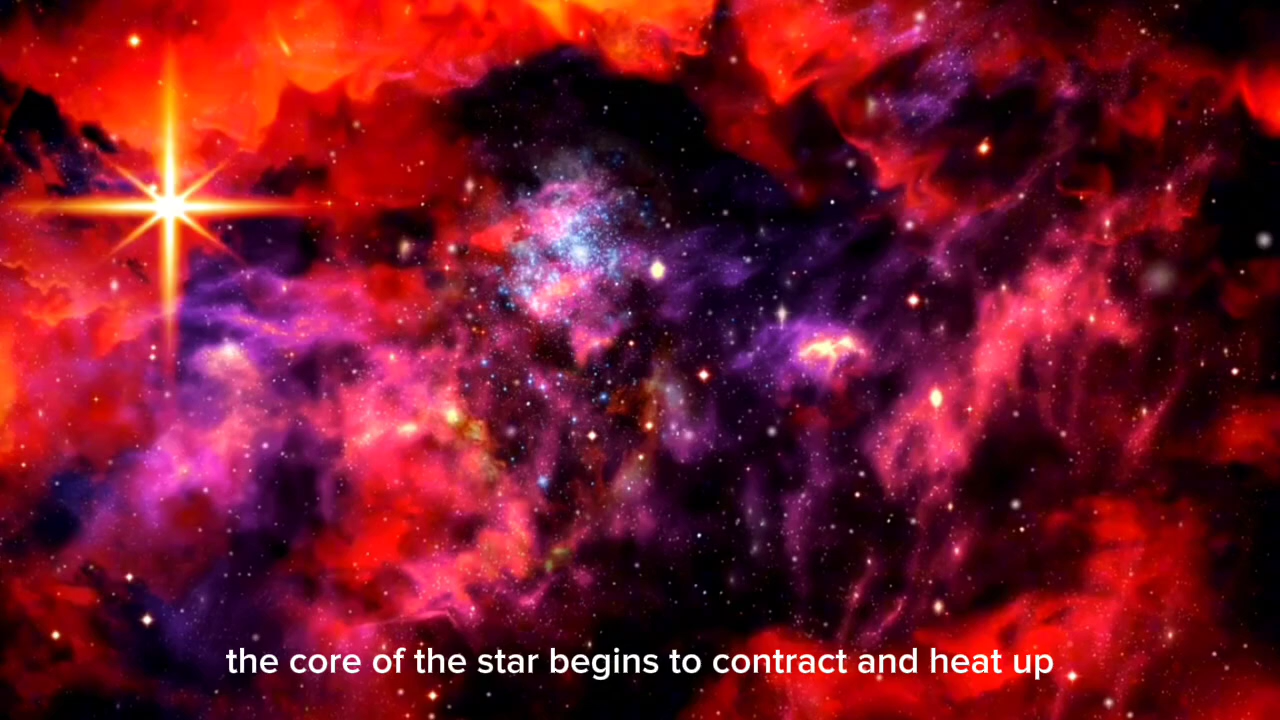 the core of the star begins to contract and heat up